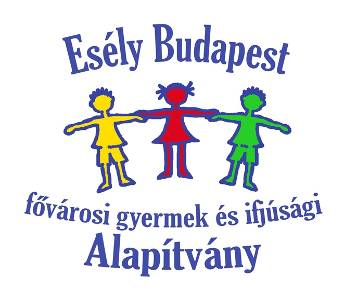 Esély Budapest
fővárosi gyermek és ifjúsági
Alapítvány